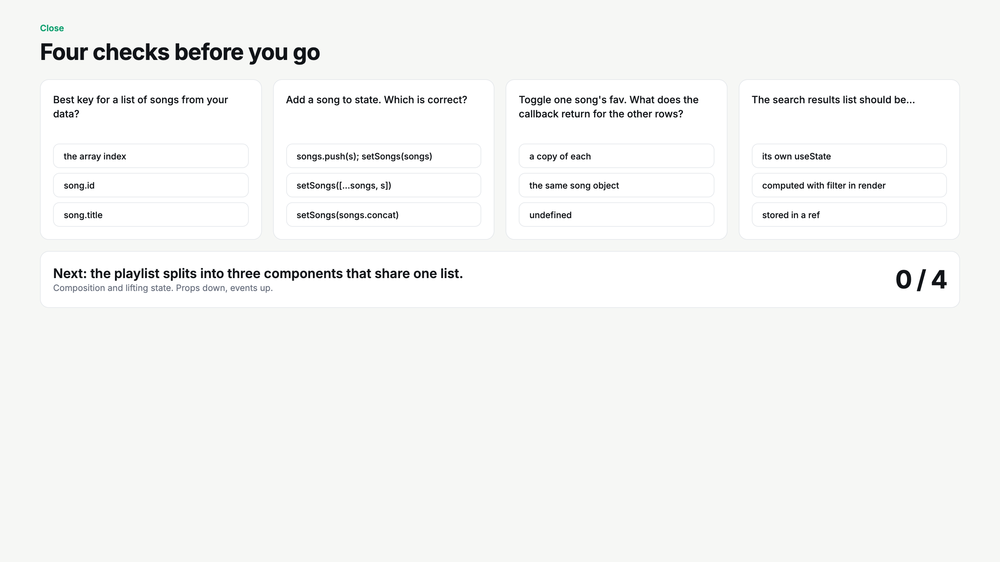 Close
Four checks before you go
Best key for a list of songs from your
data?
the array index
song.id
song.title
Add a song to state. Which is correct?
songs.push(s); setSongs(songs)
setSongs([...songs, s])
setSongs(songs.concat)
Toggle one song's fav. What does the
callback return for the other rows?
a copy of each
the same song object
undefined
The search results list should be...
its own useState
computed with filter in render
stored in a ref
Next: the playlist splits into three components that share one list.
Composition and lifting state. Props down, events up.
0 / 4